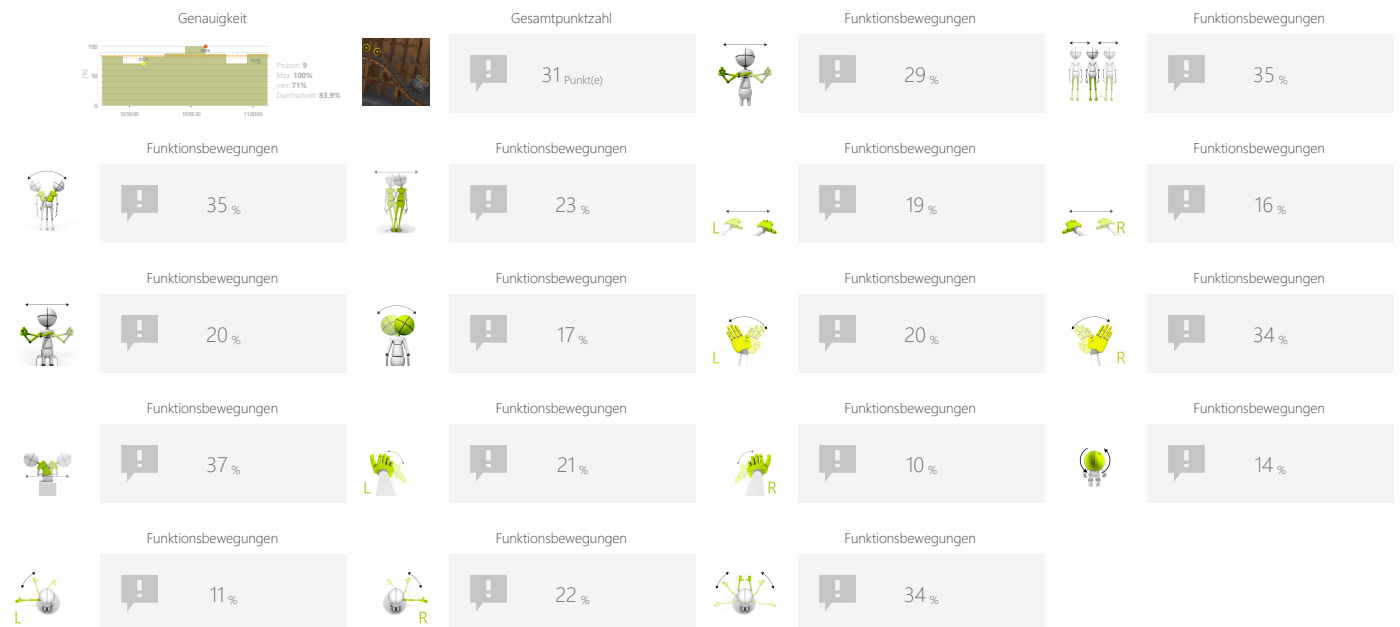 Genauigkeit
Gesamtpunktzahl
Funktionsbewegungen
Funktionsbewegungen
100
50
0
[%]
max
min
avg
10:59:00
10:59:30
11:00:00
Proben: 9
Max: 100%
min: 71%
Durchschnitt: 83.9%
31 Punkt(e)
29 %
35 %
Funktionsbewegungen
Funktionsbewegungen
Funktionsbewegungen
Funktionsbewegungen
35 %
23 %
L
19 %
R
16 %
Funktionsbewegungen
Funktionsbewegungen
Funktionsbewegungen
Funktionsbewegungen
20 %
17 %
L
20 %
R
34 %
Funktionsbewegungen
Funktionsbewegungen
Funktionsbewegungen
Funktionsbewegungen
37 %
L
21 %
R
10 %
14 %
Funktionsbewegungen
Funktionsbewegungen
Funktionsbewegungen
L
11 %
R
22 %
34 %